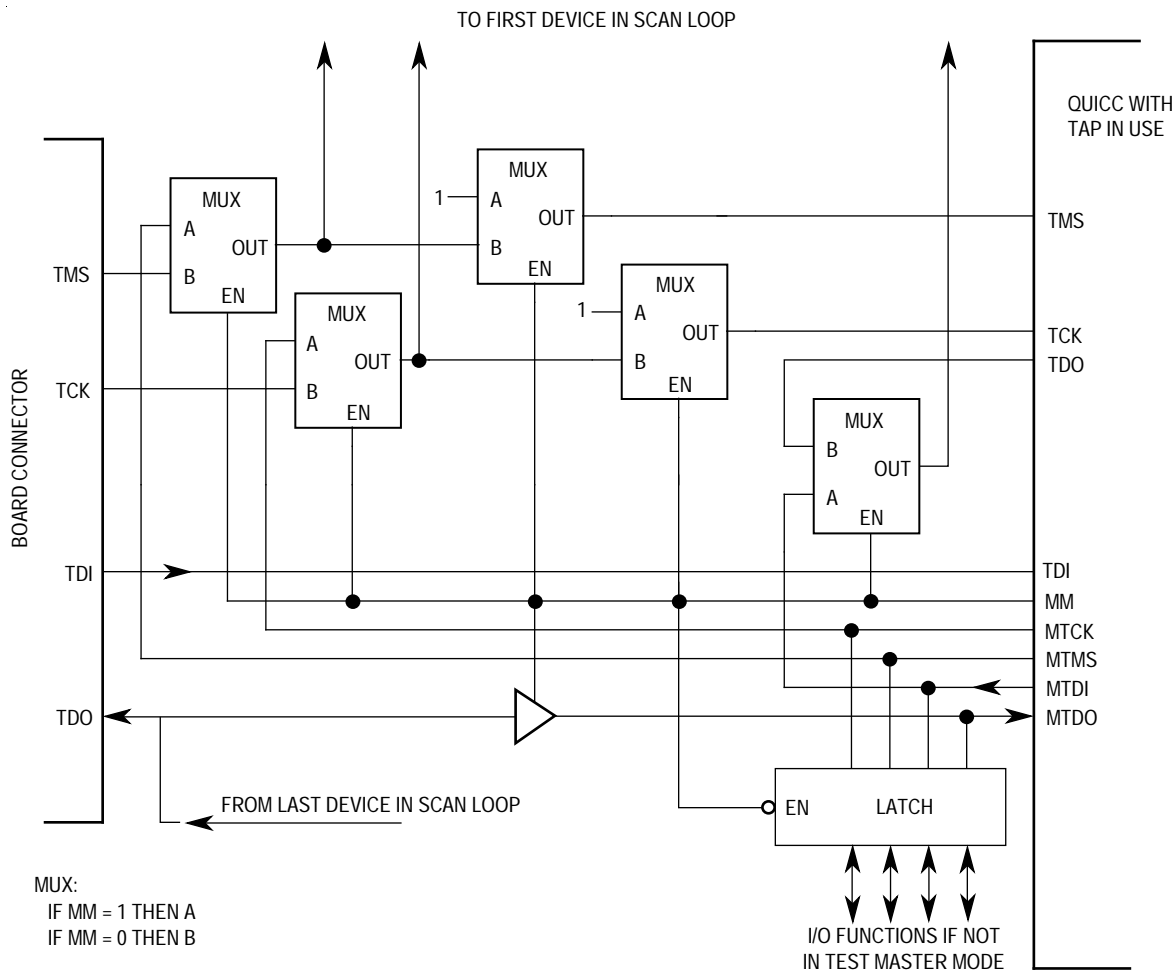 TO FIRST DEVICE IN SCAN LOOP
QUICC WITH
TAP IN USE
BOARD CONNECTOR
TMS
TCK
TDI
TDO
MUX
A
OUT
B
EN
MUX
A
OUT
B
EN
1
MUX
A
OUT
B
EN
1
MUX
A
OUT
B
EN
MUX
B
OUT
A
EN
TMS
TCK
TDO
TDI
MM
MTCK
MTMS
MTDI
MTDO
FROM LAST DEVICE IN SCAN LOOP
EN LATCH
MUX:
IF MM = 1 THEN A
IF MM = 0 THEN B
I/O FUNCTIONS IF NOT
IN TEST MASTER MODE